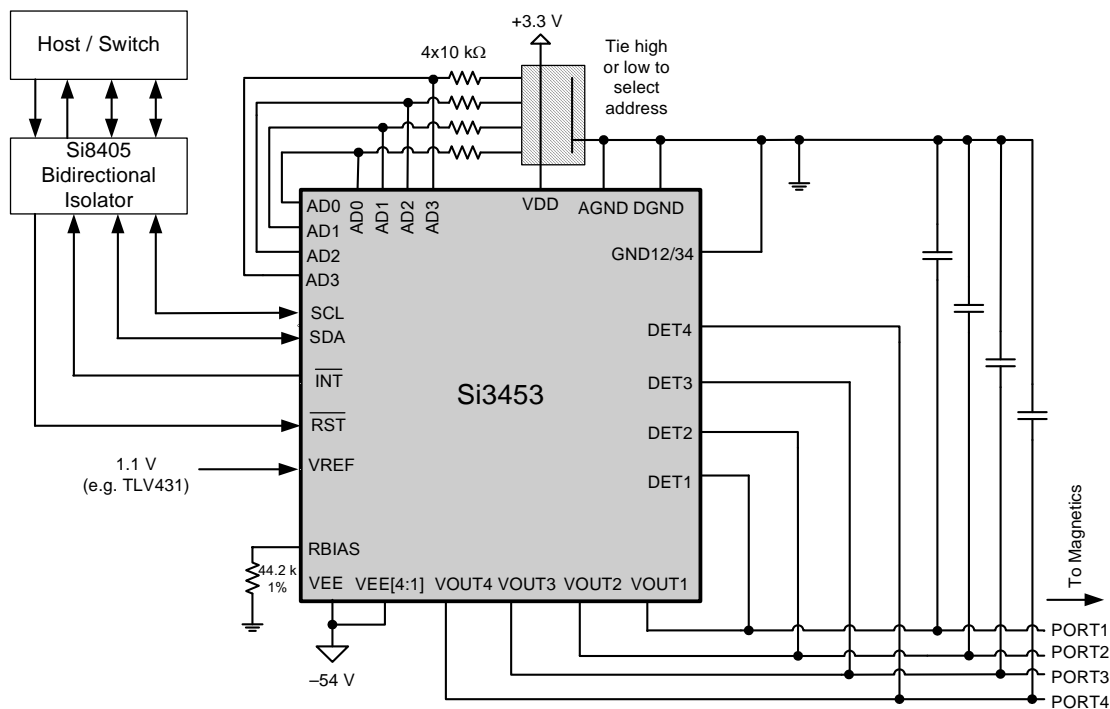 Host / Switch
Si8405
Bidirectional
Isolator
+3.3 V
4x10 kΩ
Tie high
or low to
select
address
AD0
AD1
AD2
AD3
AD0
AD1
AD2
AD3
VDD
AGND
DGND
GND12/34
SCL
SDA
INT
RST
VREF
1.1 V
(e.g. TLV431)
Si3453
DET4
DET3
DET2
DET1
RBIAS
44.2 k
1%
VEE
VEE[4:1]
VOUT4
VOUT3
VOUT2
VOUT1
–54 V
To Magnetics
PORT1
PORT2
PORT3
PORT4